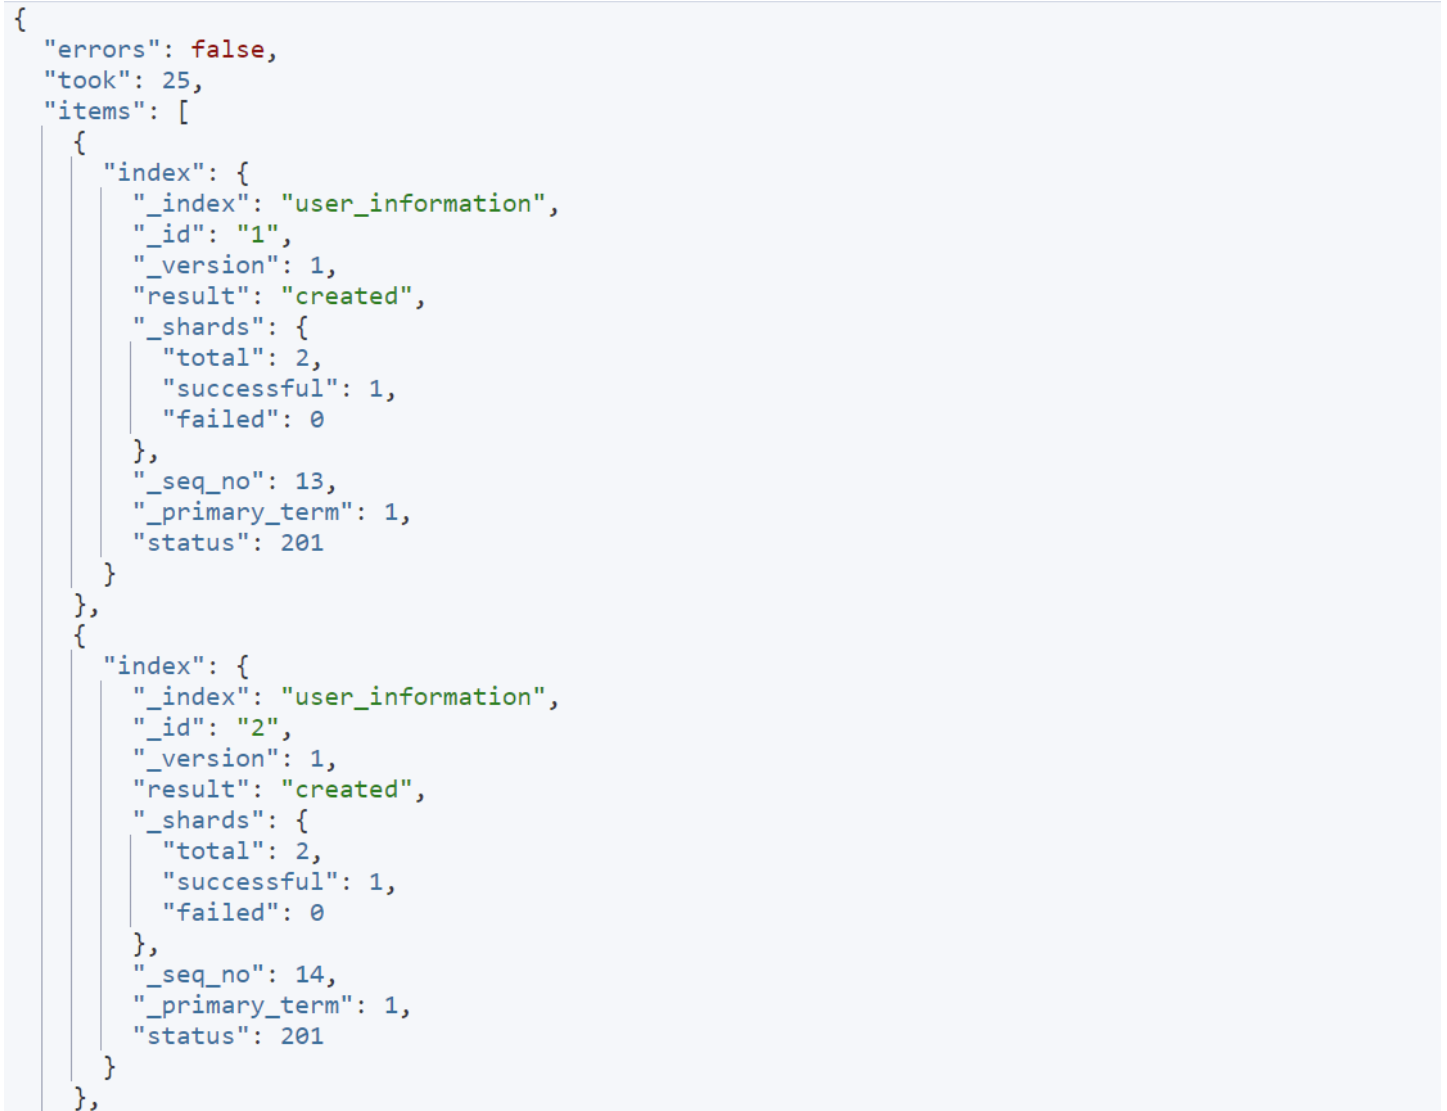 {
  "errors": false,
  "took": 25,
  "items": [
    {
      "index": {
        "_index": "user_information",
        "_id": "1",
        "_version": 1,
        "result": "created",
        "_shards": {
          "total": 2,
          "successful": 1,
          "failed": 0
        },
        "_seq_no": 13,
        "_primary_term": 1,
        "status": 201
      }
    },
    {
      "index": {
        "_index": "user_information",
        "_id": "2",
        "_version": 1,
        "result": "created",
        "_shards": {
          "total": 2,
          "successful": 1,
          "failed": 0
        },
        "_seq_no": 14,
        "_primary_term": 1,
        "status": 201
      }
    },